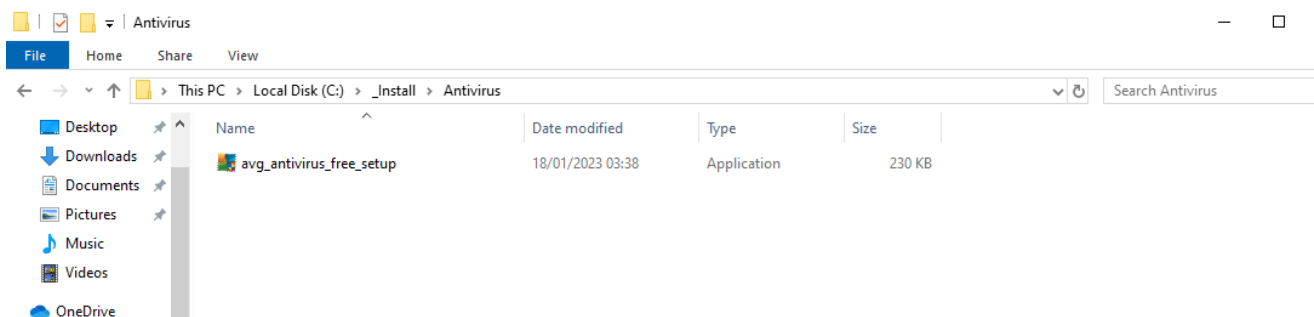 Antivirus
File Home Share View
This PC > Local Disk (C:) > _Install > Antivirus Search Antivirus
Name Date modified Type Size
avg_antivirus_free_setup 18/01/2023 03:38 Application 230 KB
Desktop
Downloads
Documents
Pictures
Music
Videos
OneDrive